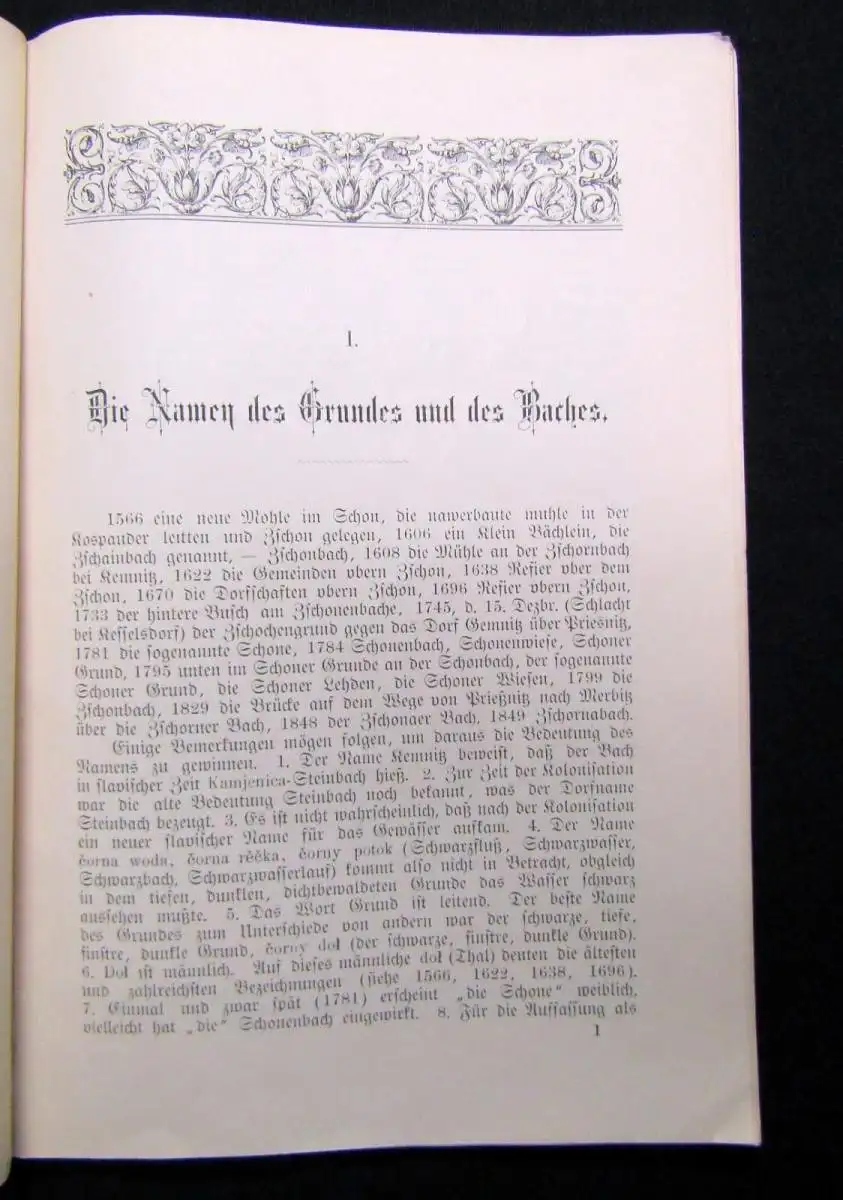 I.
Die Namen des Grundes und des Baches.
1566 eine neue Mohle im Schon, die nawerbaute muhle in der
Kospauder leitten und Zschon gelegen, 1606 ein Klein Bächlein, die
Zschainbach genannt, — Zschonbach, 1608 die Mühle an der Zschornbach
bei Kemnitz, 1622 die Gemeinden obern Zschon, 1638 Refier ober dem
Zschon, 1670 die Dorfschaften obern Zschon, 1696 Refier obern Zschon,
1733 der hintere Busch am Zschonenbache, 1745, d. 15. Dezbr. (Schlacht
bei Kesselsdorf) der Zschochengrund gegen das Dorf Gemnitz über Priesnitz,
1781 die sogenannte Schone, 1784 Schonenbach, Schonenwiese, Schoner
Grund, 1795 unten im Schoner Grunde an der Schonbach, der sogenannte
Schoner Grund, die Schoner Lehden, die Schoner Wiesen, 1799 die
Zschonbach, 1829 die Brücke auf dem Wege von Prießnitz nach Merbitz
über die Zschorner Bach, 1848 der Zschonaer Bach, 1849 Zschornabach.
Einige Bemerkungen mögen folgen, um daraus die Bedeutung des
Namens zu gewinnen. 1. Der Name Kemnitz beweist, daß der Bach
in slavischer Zeit Kamjenica-Steinbach hieß. 2. Zur Zeit der Kolonisation
war die alte Bedeutung Steinbach noch bekannt, was der Dorfname
Steinbach bezeugt. 3. Es ist nicht wahrscheinlich, daß nach der Kolonisation
ein neuer slavischer Name für das Gewässer aufkam. 4. Der Name
čorna woda, čorna rěčka, čorny potok (Schwarzfluß, Schwarzwasser,
Schwarzbach, Schwarzwasserlauf) kommt also nicht in Betracht, obgleich
in dem tiefen, dunklen, dichtbewaldeten Grunde das Wasser schwarz
aussehen mußte. 5. Das Wort Grund ist leitend. Der beste Name
des Grundes zum Unterschiede von andern war der schwarze, tiefe,
finstre, dunkle Grund, čorny dol (der schwarze, finstre, dunkle Grund).
6. Dol ist männlich. Auf dieses männliche dol (Thal) deuten die ältesten
und zahlreichsten Bezeichnungen (siehe 1566, 1622, 1638, 1696).
7. Einmal und zwar spät (1781) erscheint „die Schone“ weiblich,
vielleicht hat „die“ Schonenbach eingewirkt. 8. Für die Auffassung als
1